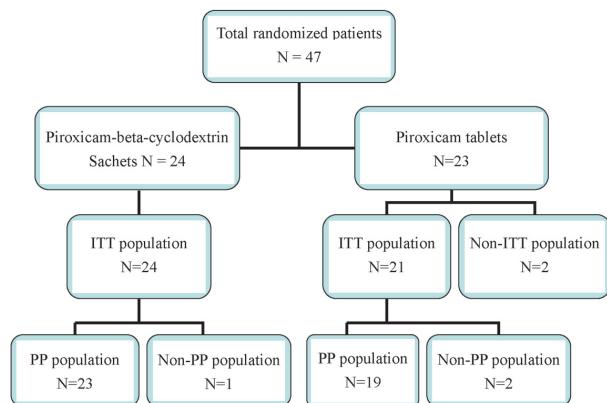 Total randomized patients
N = 47
Piroxicam-beta-cyclodextrin
Sachets N = 24
Piroxicam tablets
N=23
ITT population
N=24
ITT population
N=21
Non-ITT population
N=2
PP population
N=23
Non-PP population
N=1
PP population
N=19
Non-PP population
N=2